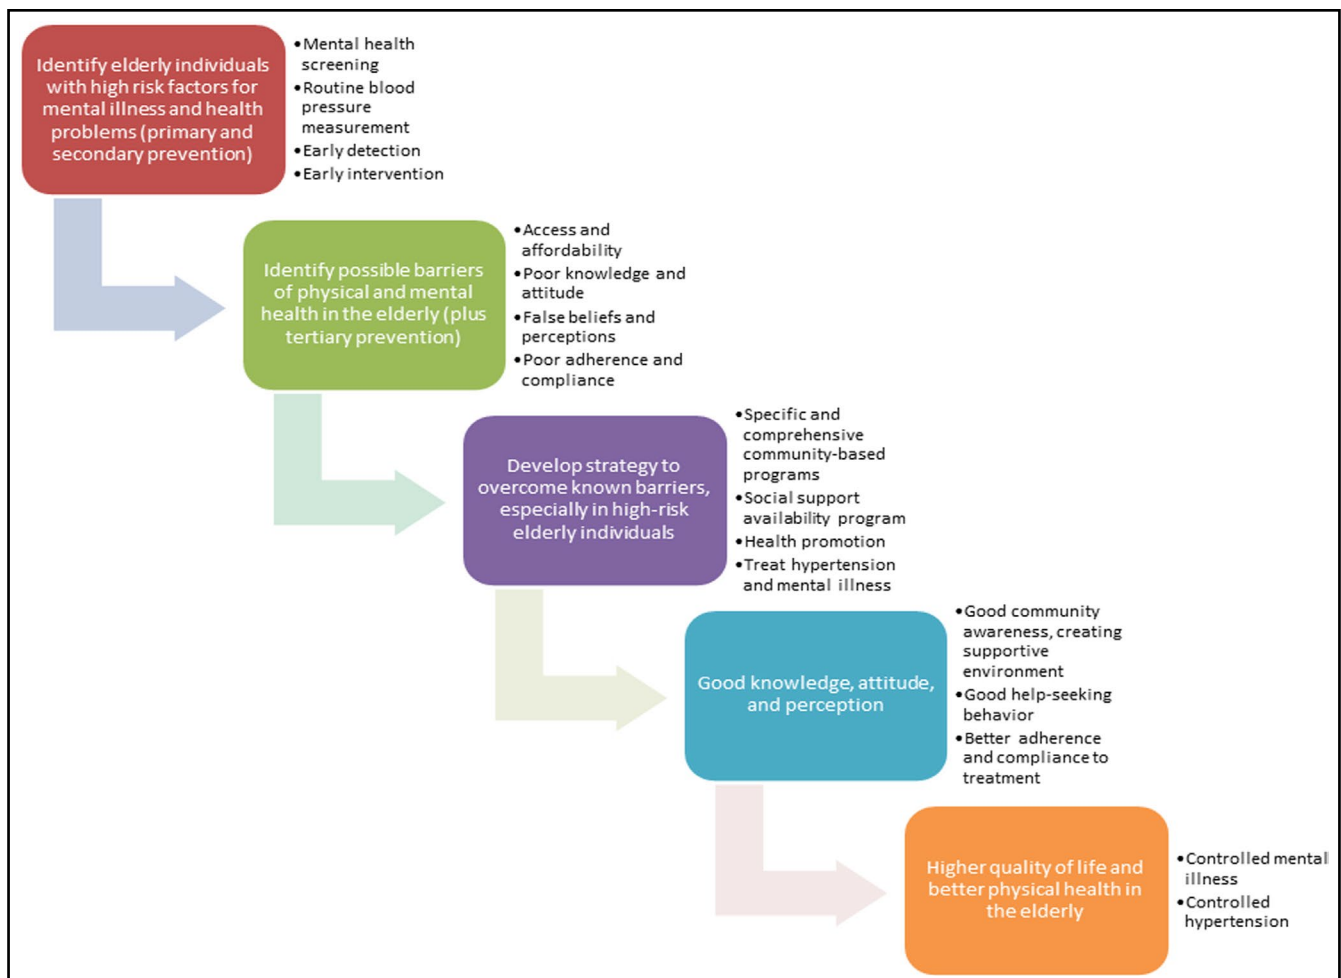 Identify elderly individuals
with high risk factors for
mental illness and health
problems (primary and
secondary prevention)
•Mental health
screening
•Routine blood
pressure
measurement
•Early detection
•Early intervention
Identify possible barriers
of physical and mental
health in the elderly (plus
tertiary prevention)
•Access and
affordability
•Poor knowledge and
attitude
•False beliefs and
perceptions
•Poor adherence and
compliance
Develop strategy to
overcome known barriers,
especially in high-risk
elderly individuals
•Specific and
comprehensive
community-based
programs
•Social support
availability program
•Health promotion
•Treat hypertension
and mental illness
Good knowledge, attitude,
and perception
•Good community
awareness, creating
supportive
environment
•Good help-seeking
behavior
•Better adherence
and compliance to
treatment
Higher quality of life and
better physical health in
the elderly
•Controlled mental
illness
•Controlled
hypertension